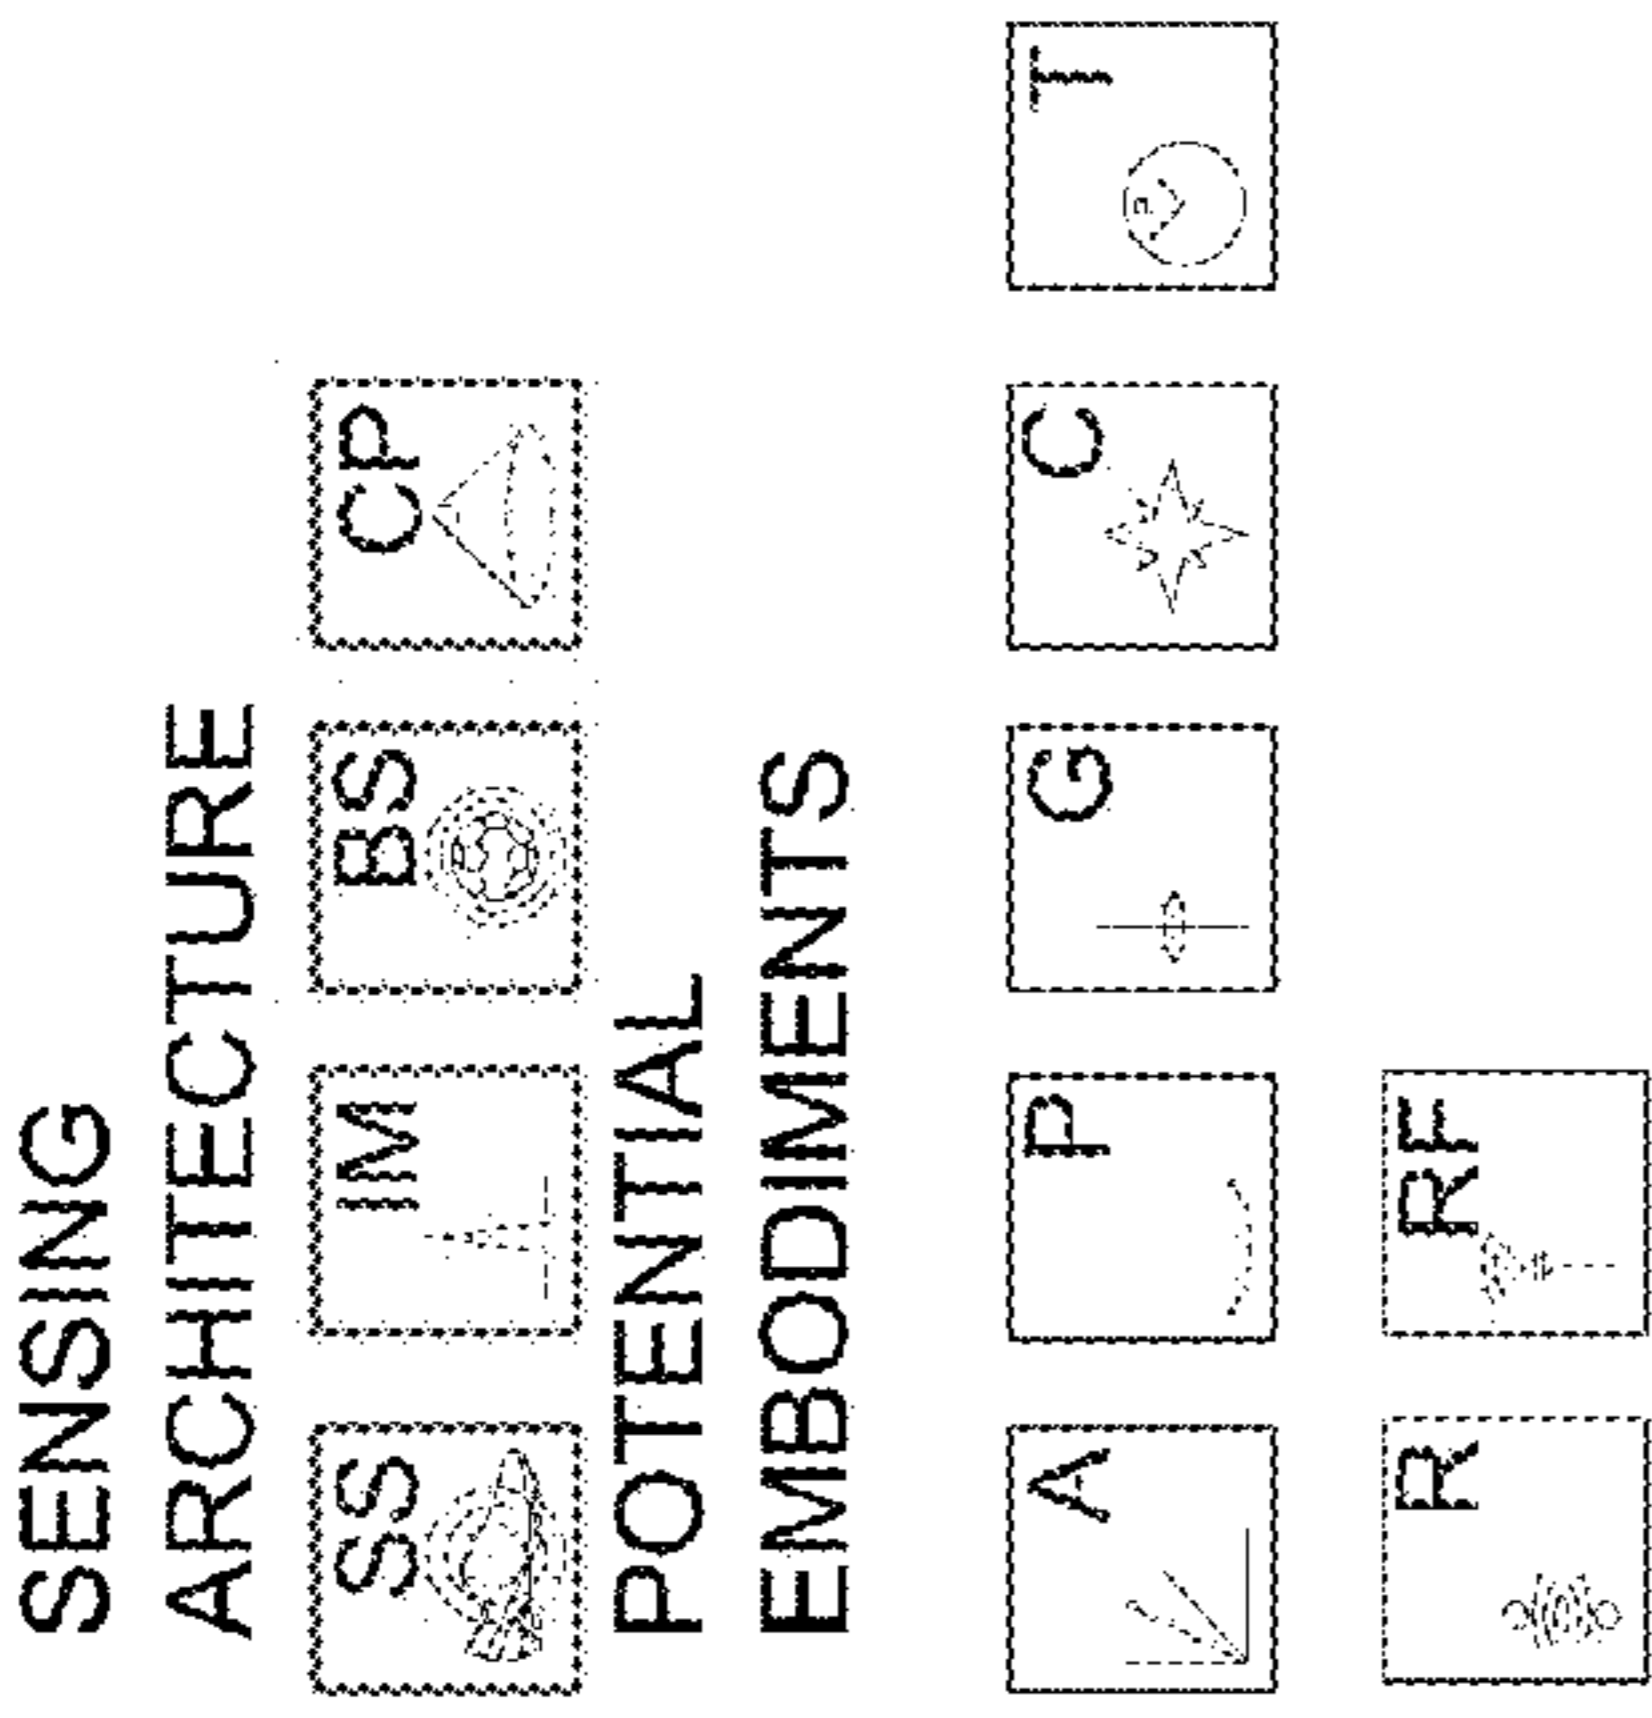 SENSING
ARCHITECTURE
SS IM BS CP
POTENTIAL
EMBODIMENTS
A P G C T
R RF